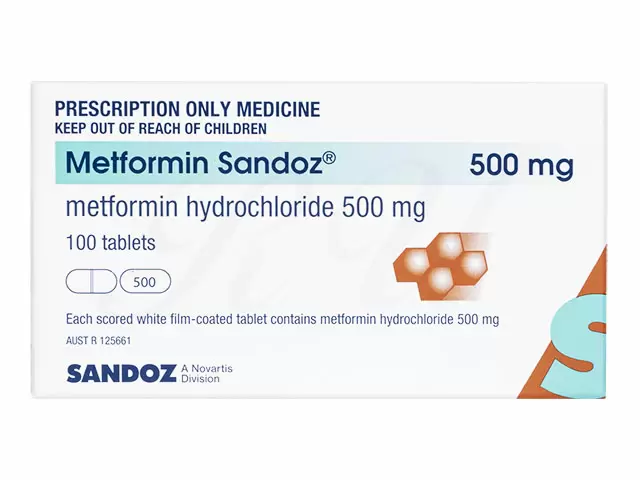 PRESCRIPTION ONLY MEDICINE
KEEP OUT OF REACH OF CHILDREN
Metformin Sandoz® 500 mg
metformin hydrochloride 500 mg
100 tablets
500
Each scored white film-coated tablet contains metformin hydrochloride 500 mg
AUST R 125661
SANDOZ A Novartis
Division